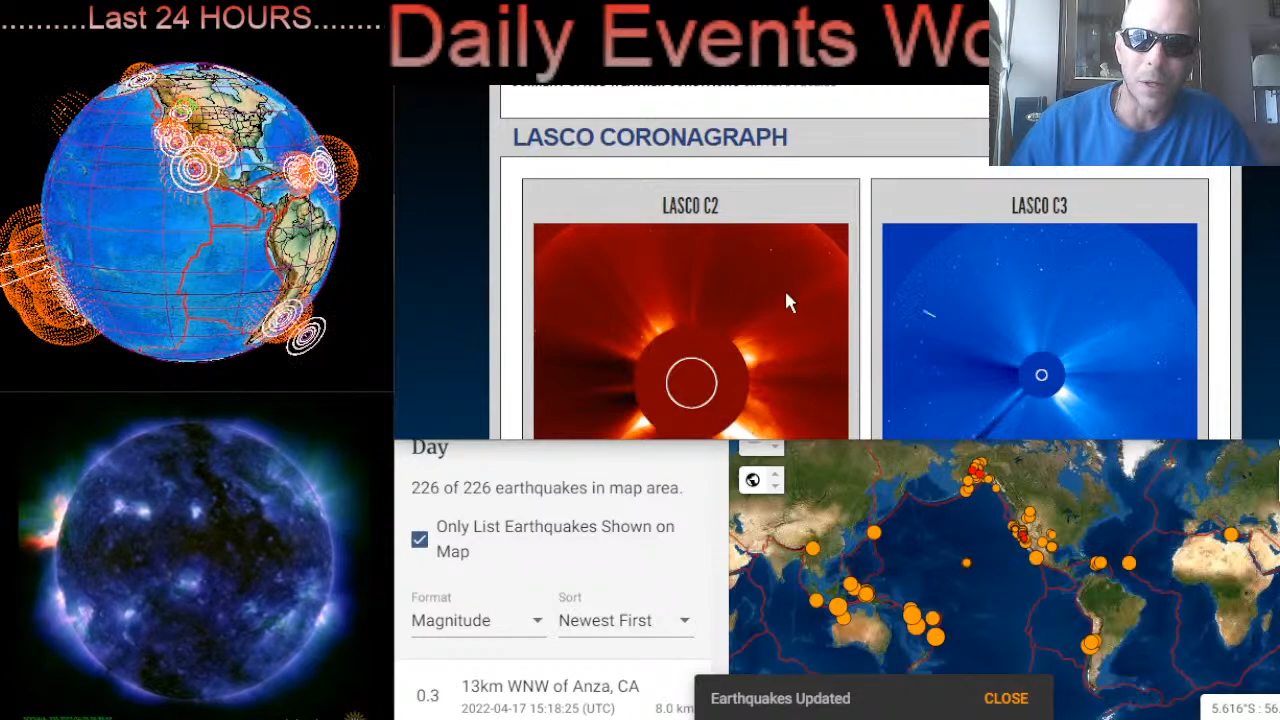 ..........Last 24 HOURS........
Daily Events Wo
LASCO CORONAGRAPH
LASCO C2
LASCO C3
Day
226 of 226 earthquakes in map area.
Only List Earthquakes Shown on
Map
Format
Sort
Magnitude
Newest First
0.3
13km WNW of Anza, CA
2022-04-17 15:18:25 (UTC)
8.0 km
Earthquakes Updated
CLOSE
5.616°S : 56.